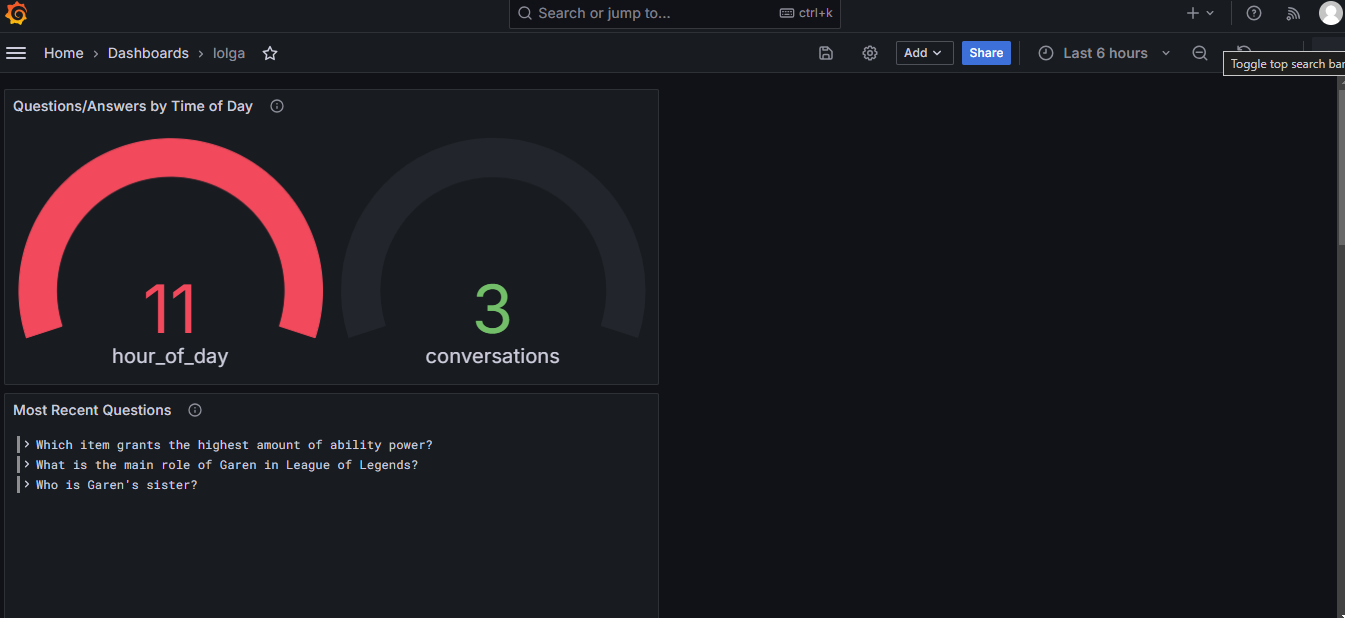 Search or jump to... ctrl+k
Home › Dashboards › lolga
Add Share Last 6 hours
Toggle top search bar
Questions/Answers by Time of Day
11 3
hour_of_day conversations
Most Recent Questions
Which item grants the highest amount of ability power?
What is the main role of Garen in League of Legends?
Who is Garen's sister?